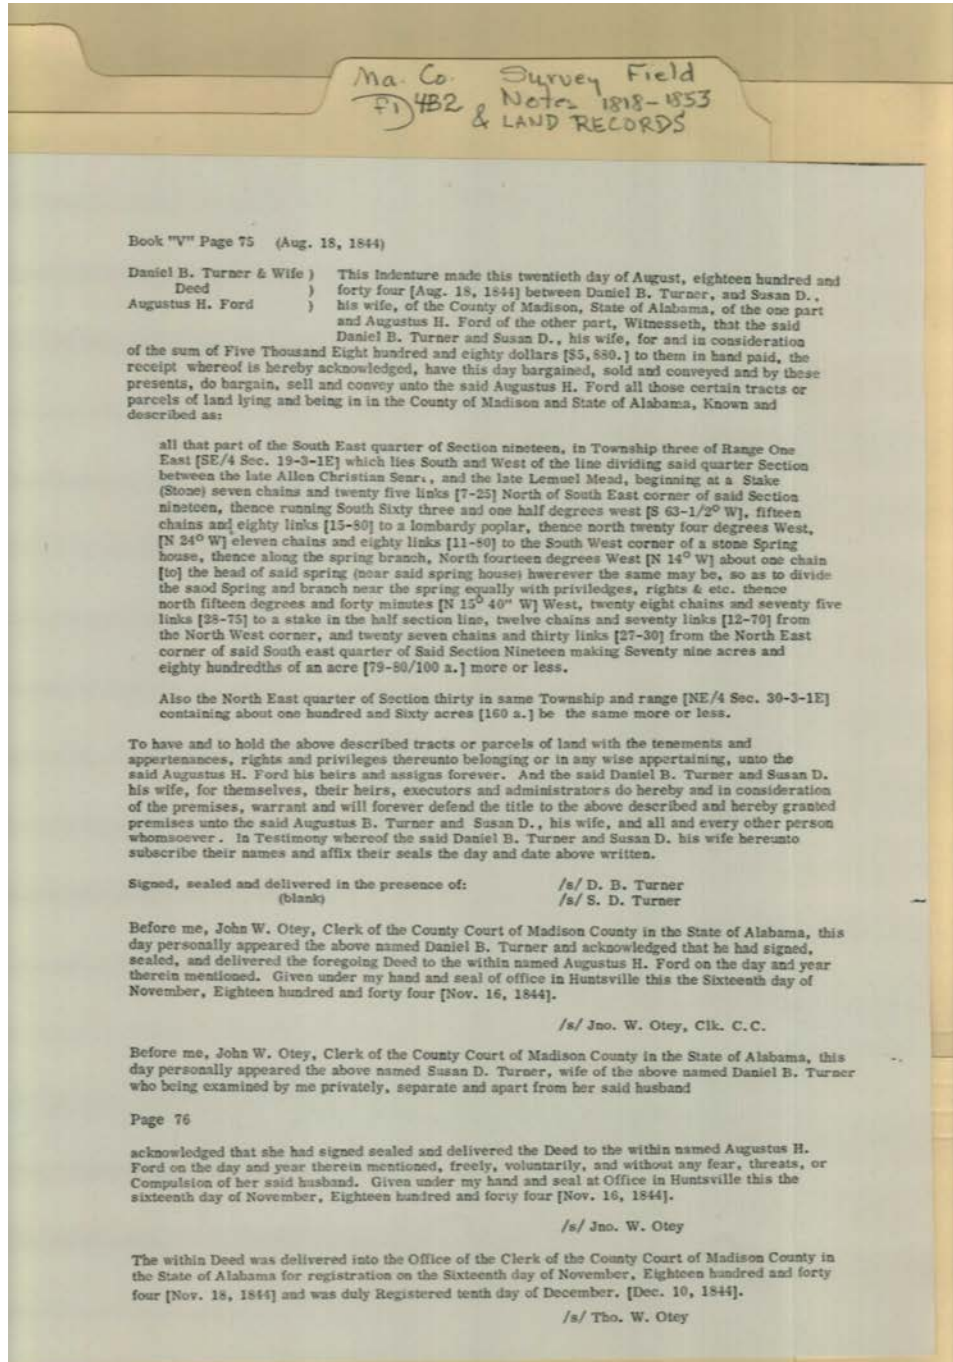 Ma. Co. Survey Field
F1) 4B2 Notes 1818-1853
& LAND RECORDS
Book "V" Page 75 (Aug. 18, 1844)
Daniel B. Turner & Wife ) This Indenture made this twentieth day of August, eighteen hundred and
Deed ) forty four [Aug. 18, 1844] between Daniel B. Turner, and Susan D.,
Augustus H. Ford ) his wife, of the County of Madison, State of Alabama, of the one part
and Augustus H. Ford of the other part, Witnesseth, that the said
Daniel B. Turner and Susan D., his wife, for and in consideration
of the sum of Five Thousand Eight hundred and eighty dollars [$5,880.] to them in hand paid, the
receipt whereof is hereby acknowledged, have this day bargained, sold and conveyed and by these
presents, do bargain, sell and convey unto the said Augustus H. Ford all those certain tracts or
parcels of land lying and being in in the County of Madison and State of Alabama, Known and
described as:
all that part of the South East quarter of Section nineteen, in Township three of Range One
East [SE/4 Sec. 19-3-1E] which lies South and West of the line dividing said quarter Section
between the late Allen Christian Sears, and the late Lemuel Mead, beginning at a Stake
(Stone) seven chains and twenty five links [7-25] North of South East corner of said Section
nineteen, thence running South Sixty three and one half degrees west [S 63-1/2° W], fifteen
chains and eighty links [15-80] to a lombardy poplar, thence north twenty four degrees West,
[N 24° W] eleven chains and eighty links [11-80] to the South West corner of a stone Spring
house, thence along the spring branch, North fourteen degrees West [N 14° W] about one chain
[to] the head of said spring (near said spring house) hwerever the same may be, so as to divide
the saod Spring and branch near the spring equally with priviledges, rights & etc. thence
north fifteen degrees and forty minutes [N 15° 40" W] West, twenty eight chains and seventy five
links [28-75] to a stake in the half section line, twelve chains and seventy links [12-70] from
the North West corner, and twenty seven chains and thirty links [27-30] from the North East
corner of said South east quarter of Said Section Nineteen making Seventy nine acres and
eighty hundredths of an acre [79-80/100 a.] more or less.
Also the North East quarter of Section thirty in same Township and range [NE/4 Sec. 30-3-1E]
containing about one hundred and Sixty acres [160 a.] be the same more or less.
To have and to hold the above described tracts or parcels of land with the tenements and
appertenances, rights and privileges thereunto belonging or in any wise appertaining, unto the
said Augustus H. Ford his heirs and assigns forever. And the said Daniel B. Turner and Susan D.
his wife, for themselves, their heirs, executors and administrators do hereby and in consideration
of the premises, warrant and will forever defend the title to the above described and hereby granted
premises unto the said Augustus B. Turner and Susan D., his wife, and all and every other person
whomsoever. In Testimony whereof the said Daniel B. Turner and Susan D. his wife hereunto
subscribe their names and affix their seals the day and date above written.
Signed, sealed and delivered in the presence of: /s/ D. B. Turner
(blank) /s/ S. D. Turner
Before me, John W. Otey, Clerk of the County Court of Madison County in the State of Alabama, this
day personally appeared the above named Daniel B. Turner and acknowledged that he had signed,
sealed, and delivered the foregoing Deed to the within named Augustus H. Ford on the day and year
therein mentioned. Given under my hand and seal of office in Huntsville this the Sixteenth day of
November, Eighteen hundred and forty four [Nov. 16, 1844].
/s/ Jno. W. Otey, Clk. C.C.
Before me, John W. Otey, Clerk of the County Court of Madison County in the State of Alabama, this
day personally appeared the above named Susan D. Turner, wife of the above named Daniel B. Turner
who being examined by me privately, separate and apart from her said husband
Page 76
acknowledged that she had signed sealed and delivered the Deed to the within named Augustus H.
Ford on the day and year therein mentioned, freely, voluntarily, and without any fear, threats, or
Compulsion of her said husband. Given under my hand and seal at Office in Huntsville this the
sixteenth day of November, Eighteen hundred and forty four [Nov. 16, 1844].
/s/ Jno. W. Otey
The within Deed was delivered into the Office of the Clerk of the County Court of Madison County in
the State of Alabama for registration on the Sixteenth day of November, Eighteen hundred and forty
four [Nov. 18, 1844] and was duly Registered tenth day of December. [Dec. 10, 1844].
/s/ Tho. W. Otey